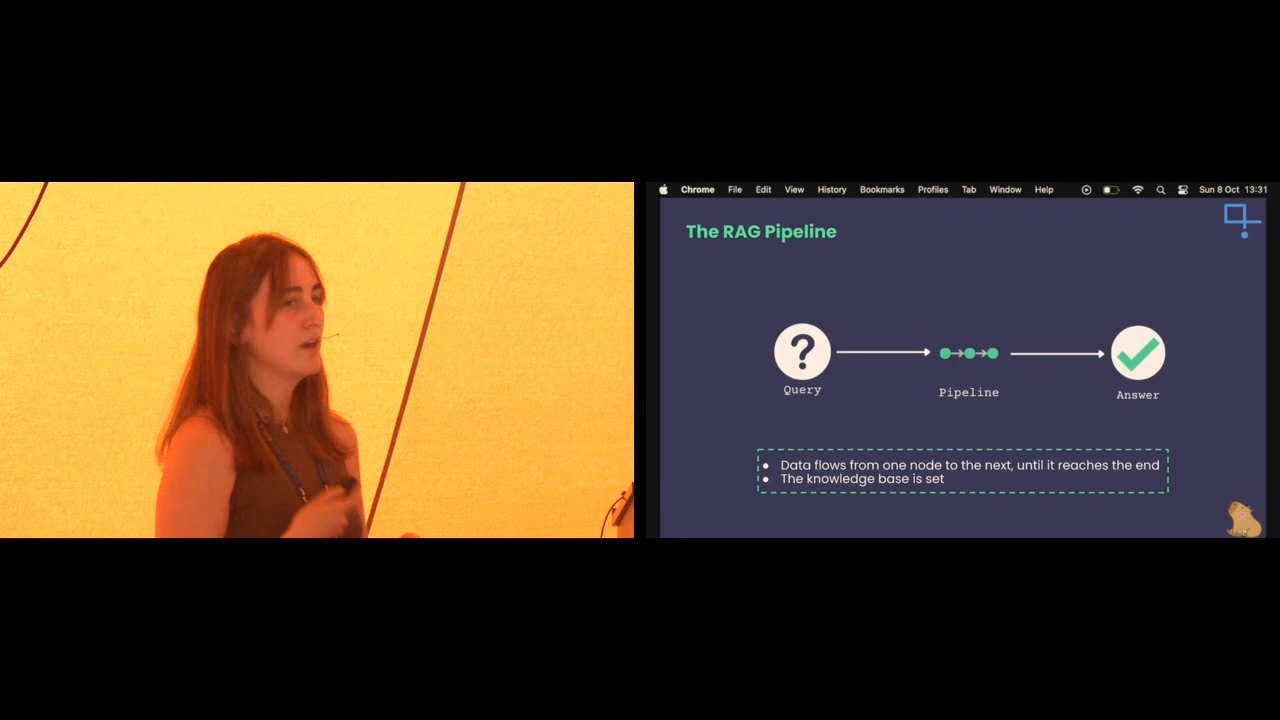 Chrome File Edit View History Bookmarks Profiles Tab Window Help Sun 8 Oct 13:31
The RAG Pipeline
?
Query
Pipeline
Answer
Data flows from one node to the next, until it reaches the end
The knowledge base is set